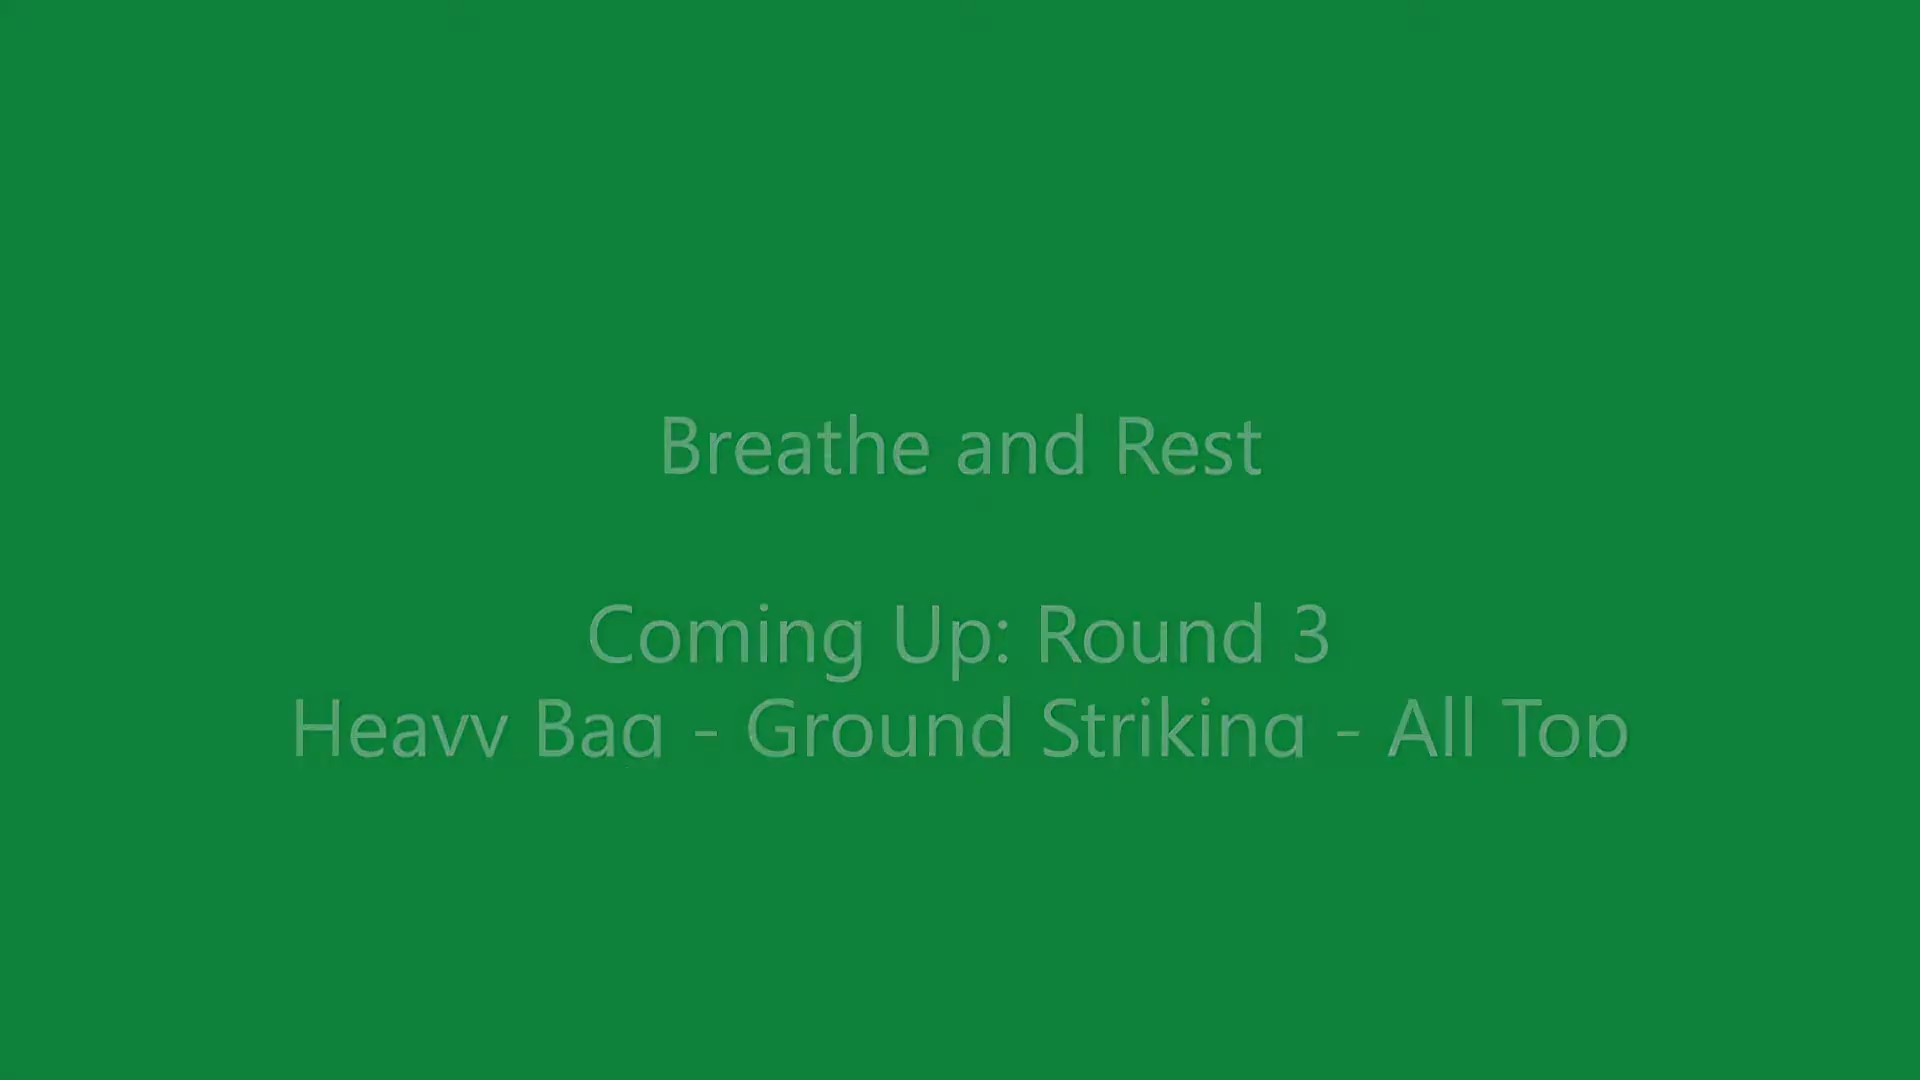 Breathe and Rest
Coming Up: Round 3
Heavy Bag - Ground Striking - All Top